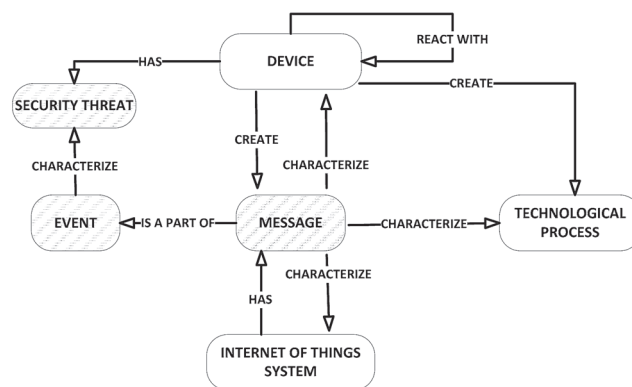 REACT WITH
HAS
DEVICE
CREATE
SECURITY THREAT
CREATE
CHARACTERIZE
CHARACTERIZE
EVENT
IS A PART OF
MESSAGE
CHARACTERIZE
TECHNOLOGICAL
PROCESS
CHARACTERIZE
HAS
INTERNET OF THINGS
SYSTEM